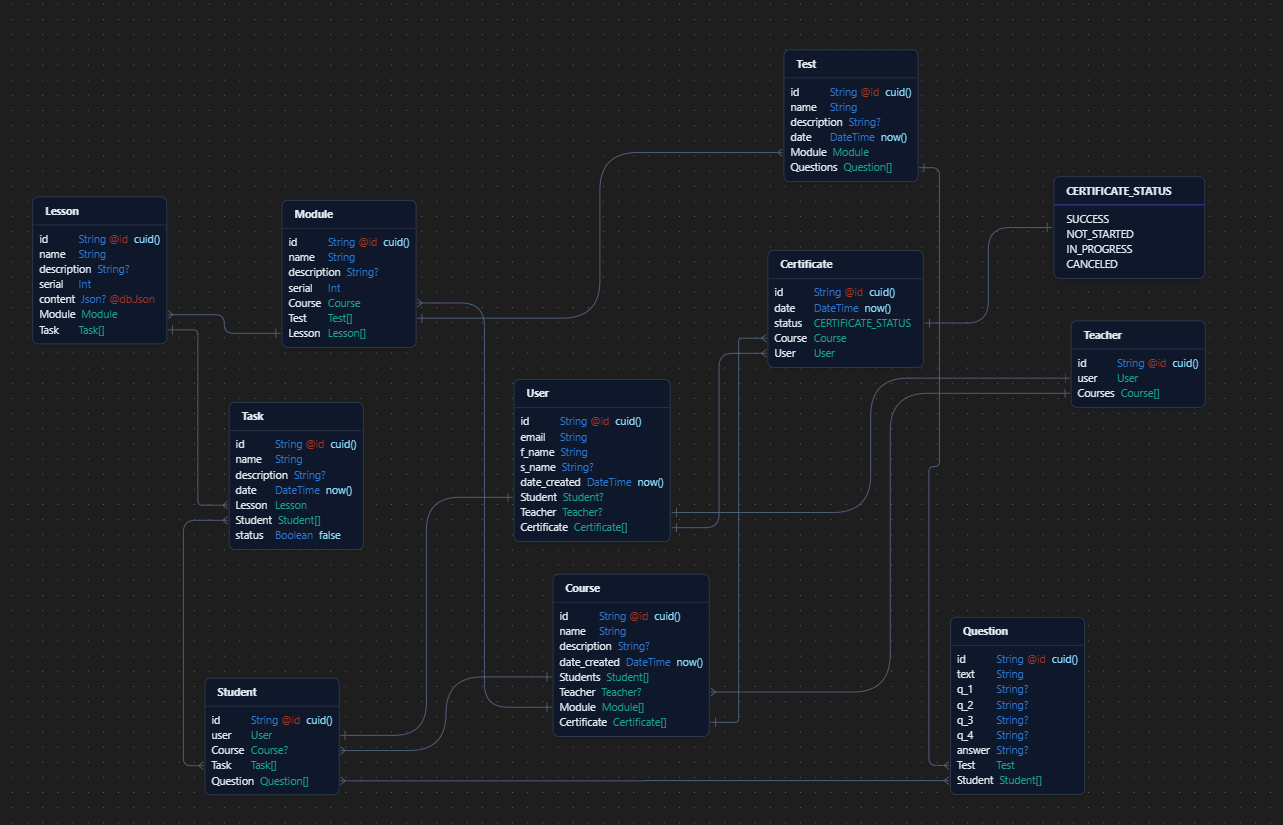 Test
id String @id cuid()
name String
description String?
date DateTime now()
Module Module
Questions Question[]
CERTIFICATE_STATUS
SUCCESS
NOT_STARTED
IN_PROGRESS
CANCELED
Lesson
id String @id cuid()
name String
description String?
serial Int
content Json? @db.Json
Module Module
Task Task[]
Module
id String @id cuid()
name String
description String?
serial Int
Course Course
Test Test[]
Lesson Lesson[]
Certificate
id String @id cuid()
date DateTime now()
status CERTIFICATE_STATUS
Course Course
User User
Teacher
id String @id cuid()
user User
Courses Course[]
User
id String @id cuid()
email String
f_name String
s_name String?
date_created DateTime now()
Student Student?
Teacher Teacher?
Certificate Certificate[]
Task
id String @id cuid()
name String
description String?
date DateTime now()
Lesson Lesson
Student Student[]
status Boolean false
Course
id String @id cuid()
name String
description String?
date_created DateTime now()
Students Student[]
Teacher Teacher?
Module Module[]
Certificate Certificate[]
Question
id String @id cuid()
text String
q_1 String?
q_2 String?
q_3 String?
q_4 String?
answer String?
Test Test
Student Student[]
Student
id String @id cuid()
user User
Course Course?
Task Task[]
Question Question[]